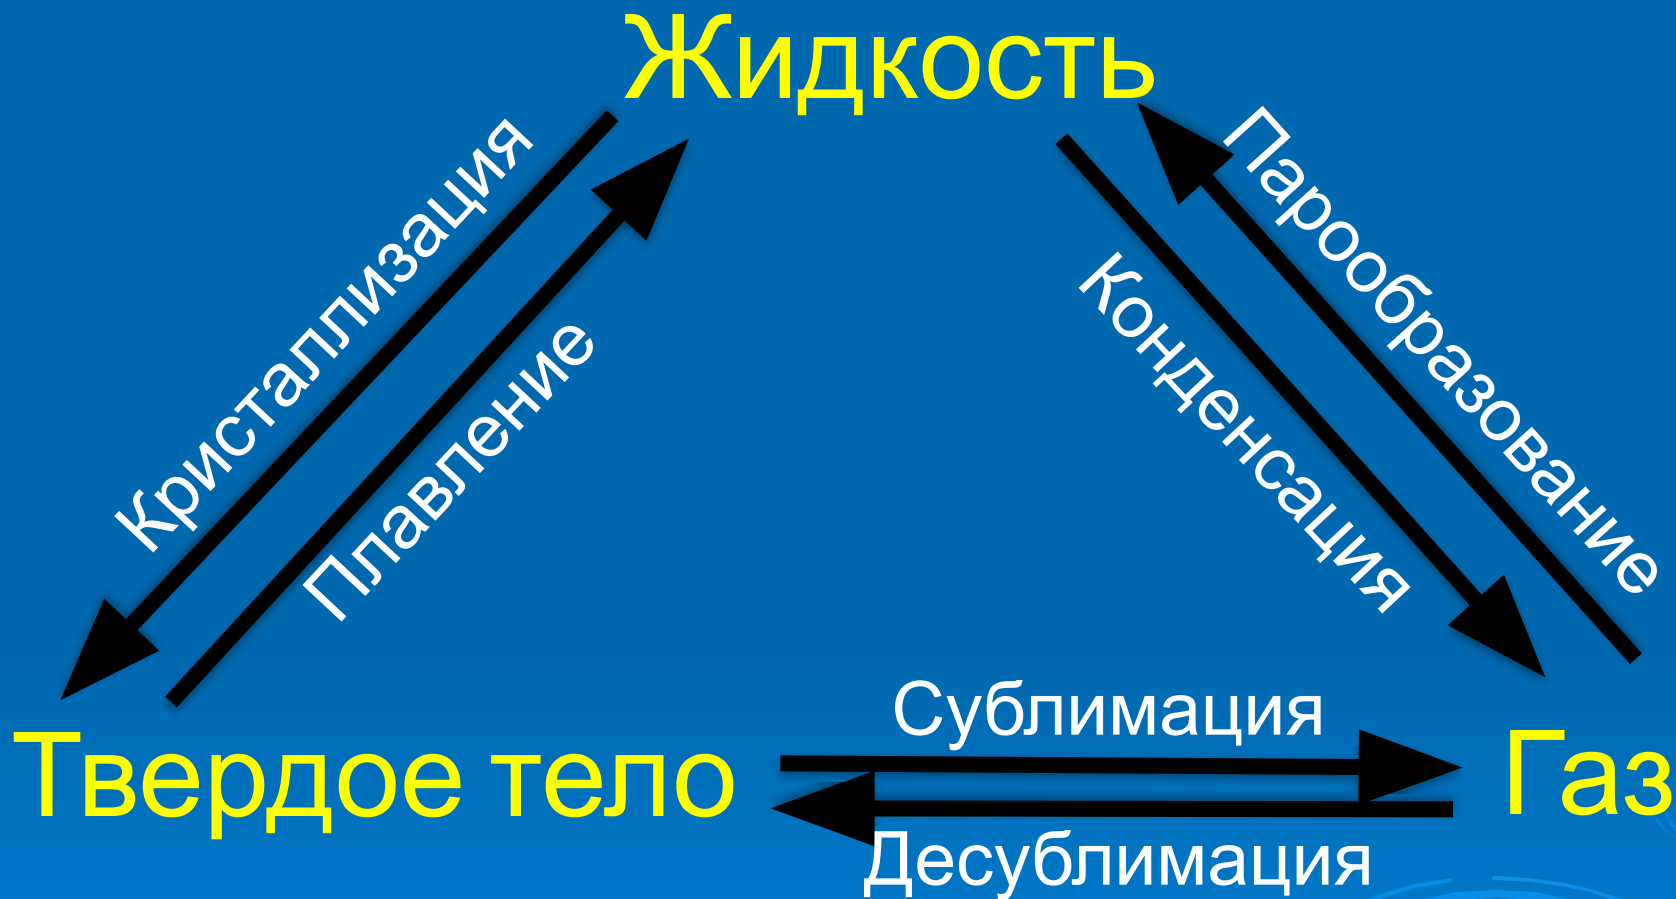 Жидкость
Кристаллизация
Плавление
Парообразование
Конденсация
Сублимация
Твердое тело
Газ
Десублимация